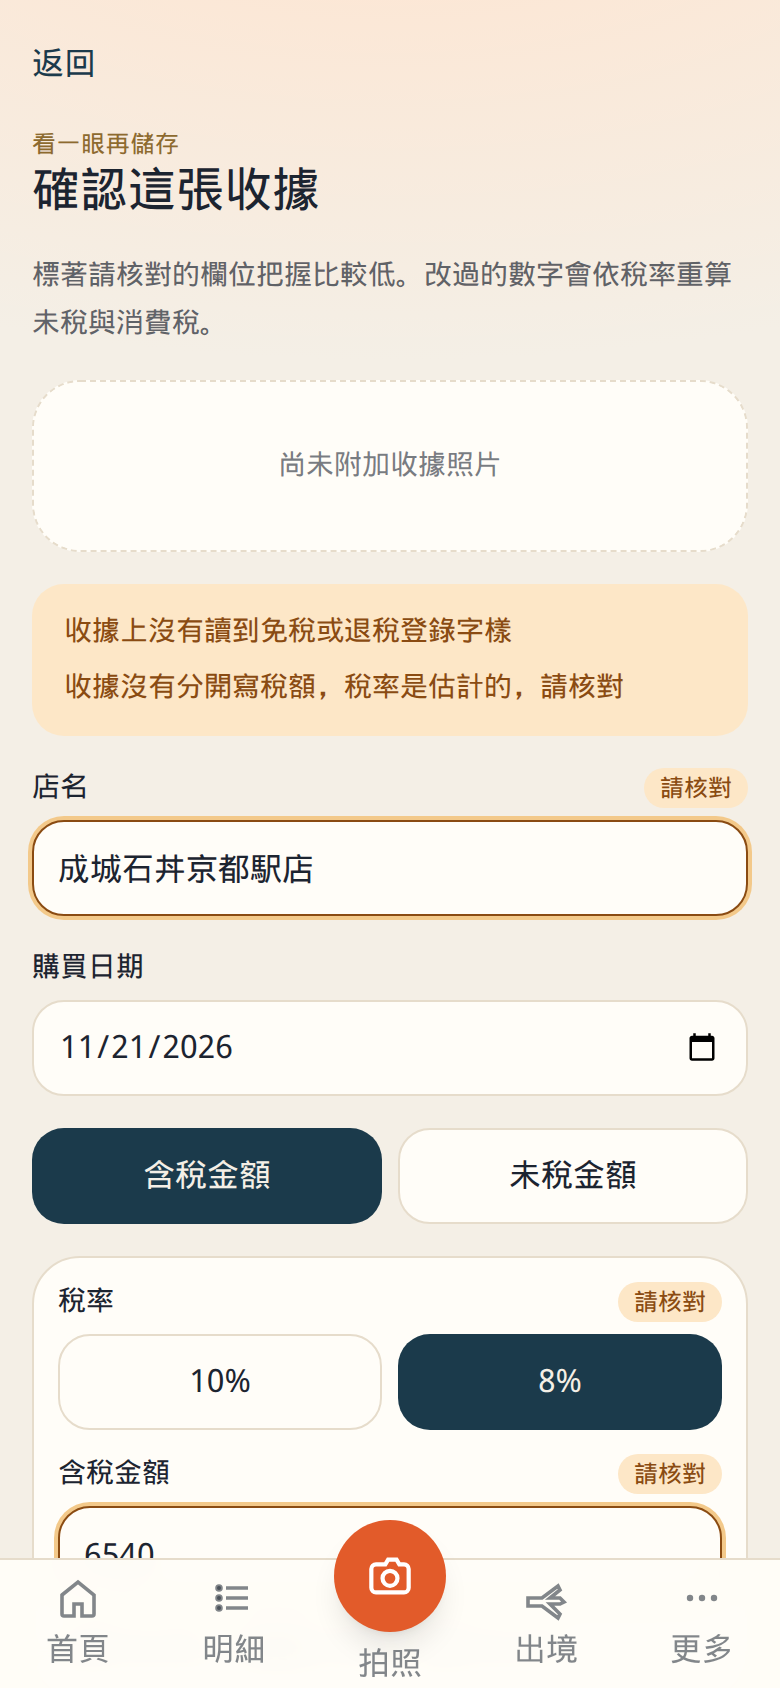 返回
看一眼再儲存
確認這張收據
標著請核對的欄位把握比較低。改過的數字會依稅率重算
未稅與消費稅。
尚未附加收據照片
收據上沒有讀到免稅或退稅登錄字樣
收據沒有分開寫稅額，稅率是估計的，請核對
店名
請核對
成城石丼京都駅店
購買日期
11/21/2026
含稅金額
未稅金額
稅率
請核對
10%
8%
含稅金額
請核對
6540
首頁
明細
拍照
出境
更多